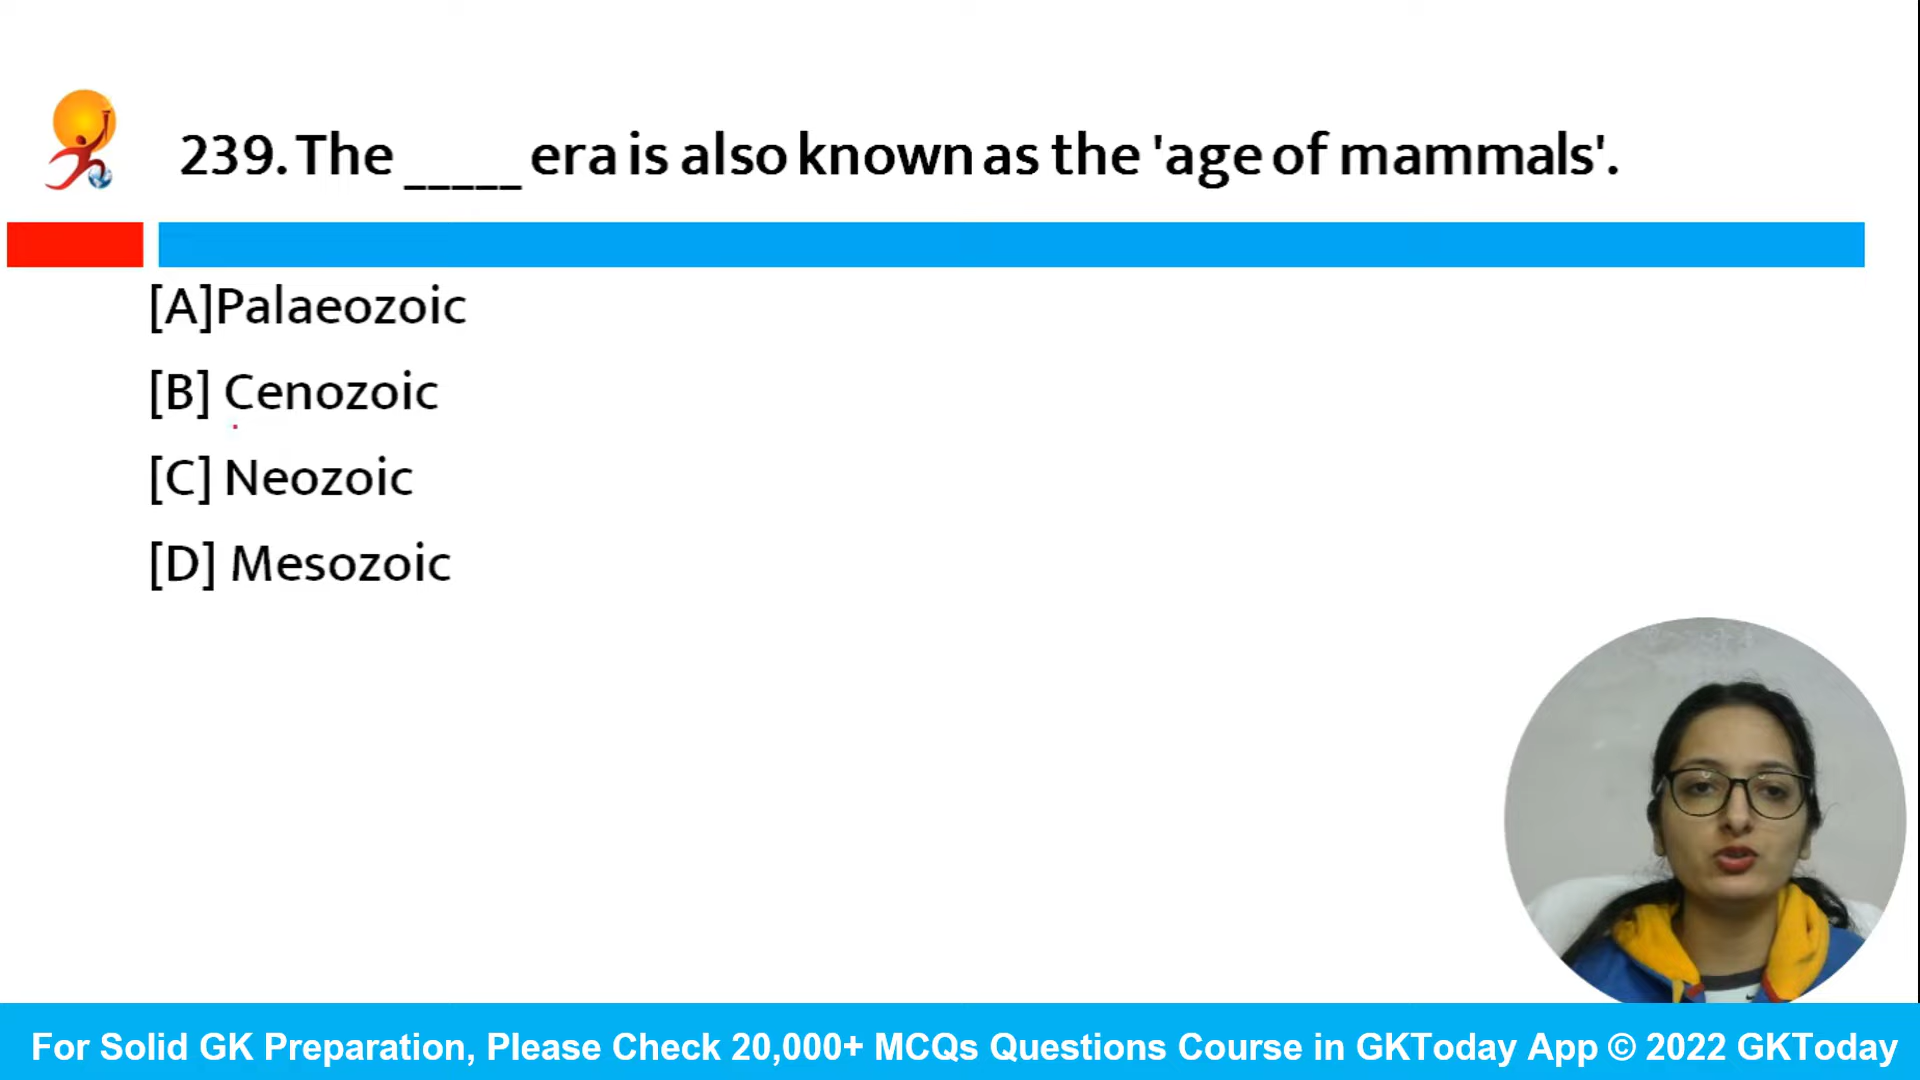 239. The _____ era is also known as the 'age of mammals'.
[A]Palaeozoic
[B] Cenozoic
[C] Neozoic
[D] Mesozoic
For Solid GK Preparation, Please Check 20,000+ MCQs Questions Course in GKToday App © 2022 GKToday